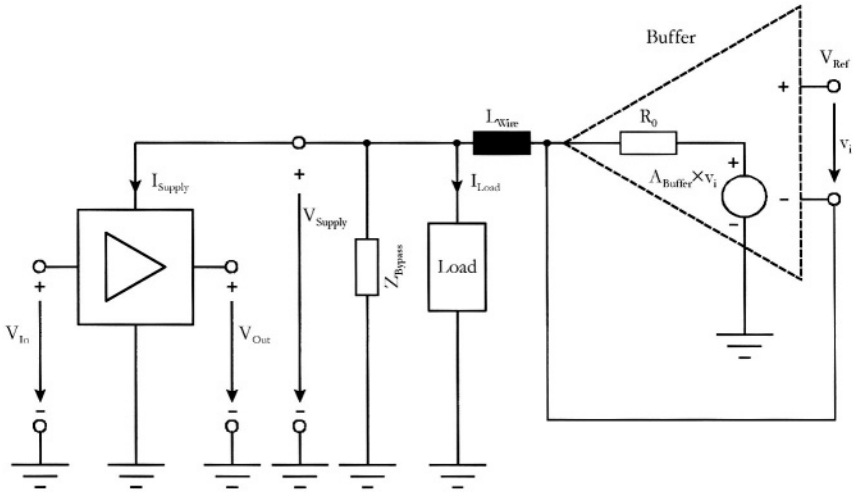 Buffer
V_Ref
+
L_Wire
R_0
v_i
+
I_Supply
+
I_Load
A_Buffer×v_i
-
V_Supply
-
Z_Bypass
Load
+
+
V_In
V_Out
-
-
-